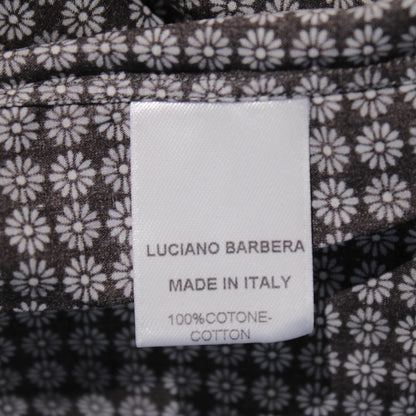 LUCIANO BARBERA
MADE IN ITALY
100%COTONE-
COTTON